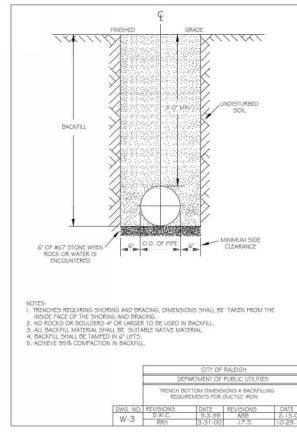 ℄
FINISHED GRADE
3'-0" MIN.
UNDISTURBED
SOIL
BACKFILL
6" OF #67 STONE WHEN
ROCK OR WATER IS
ENCOUNTERED
6" O.D. OF PIPE 6"
MINIMUM SIDE
CLEARANCE
NOTES:
1. TRENCHES REQUIRING SHORING AND BRACING, DIMENSIONS SHALL BE TAKEN FROM THE
INSIDE FACE OF THE SHORING AND BRACING.
2. NO ROCKS OR BOULDERS 4" OR LARGER TO BE USED IN BACKFILL.
3. ALL BACKFILL MATERIAL SHALL BE SUITABLE NATIVE MATERIAL.
4. BACKFILL SHALL BE TAMPED IN 6" LIFTS.
5. ACHIEVE 95% COMPACTION IN BACKFILL.
CITY OF RALEIGH
DEPARTMENT OF PUBLIC UTILITIES
TRENCH BOTTOM DIMENSIONS & BACKFILLING
REQUIREMENTS FOR DUCTILE IRON
DWG. NO. REVISIONS DATE REVISIONS DATE
W-3 D.W.C. 9-3-99 ABB
RRH 3-31-00 J.P.S.